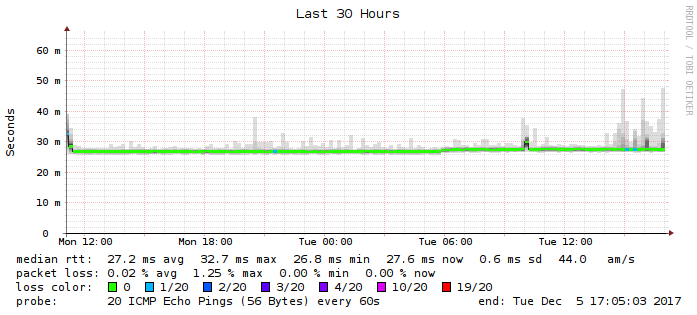 Last 30 Hours
RRDTOOL / TOBI OETIKER
Seconds
60 m
50 m
40 m
30 m
20 m
10 m
0
Mon 12:00 Mon 18:00 Tue 00:00 Tue 06:00 Tue 12:00
median rtt: 27.2 ms avg 32.7 ms max 26.8 ms min 27.6 ms now 0.6 ms sd 44.0 am/s
packet loss: 0.02 % avg 1.25 % max 0.00 % min 0.00 % now
loss color: 0 1/20 2/20 3/20 4/20 10/20 19/20
probe: 20 ICMP Echo Pings (56 Bytes) every 60s end: Tue Dec 5 17:05:03 2017